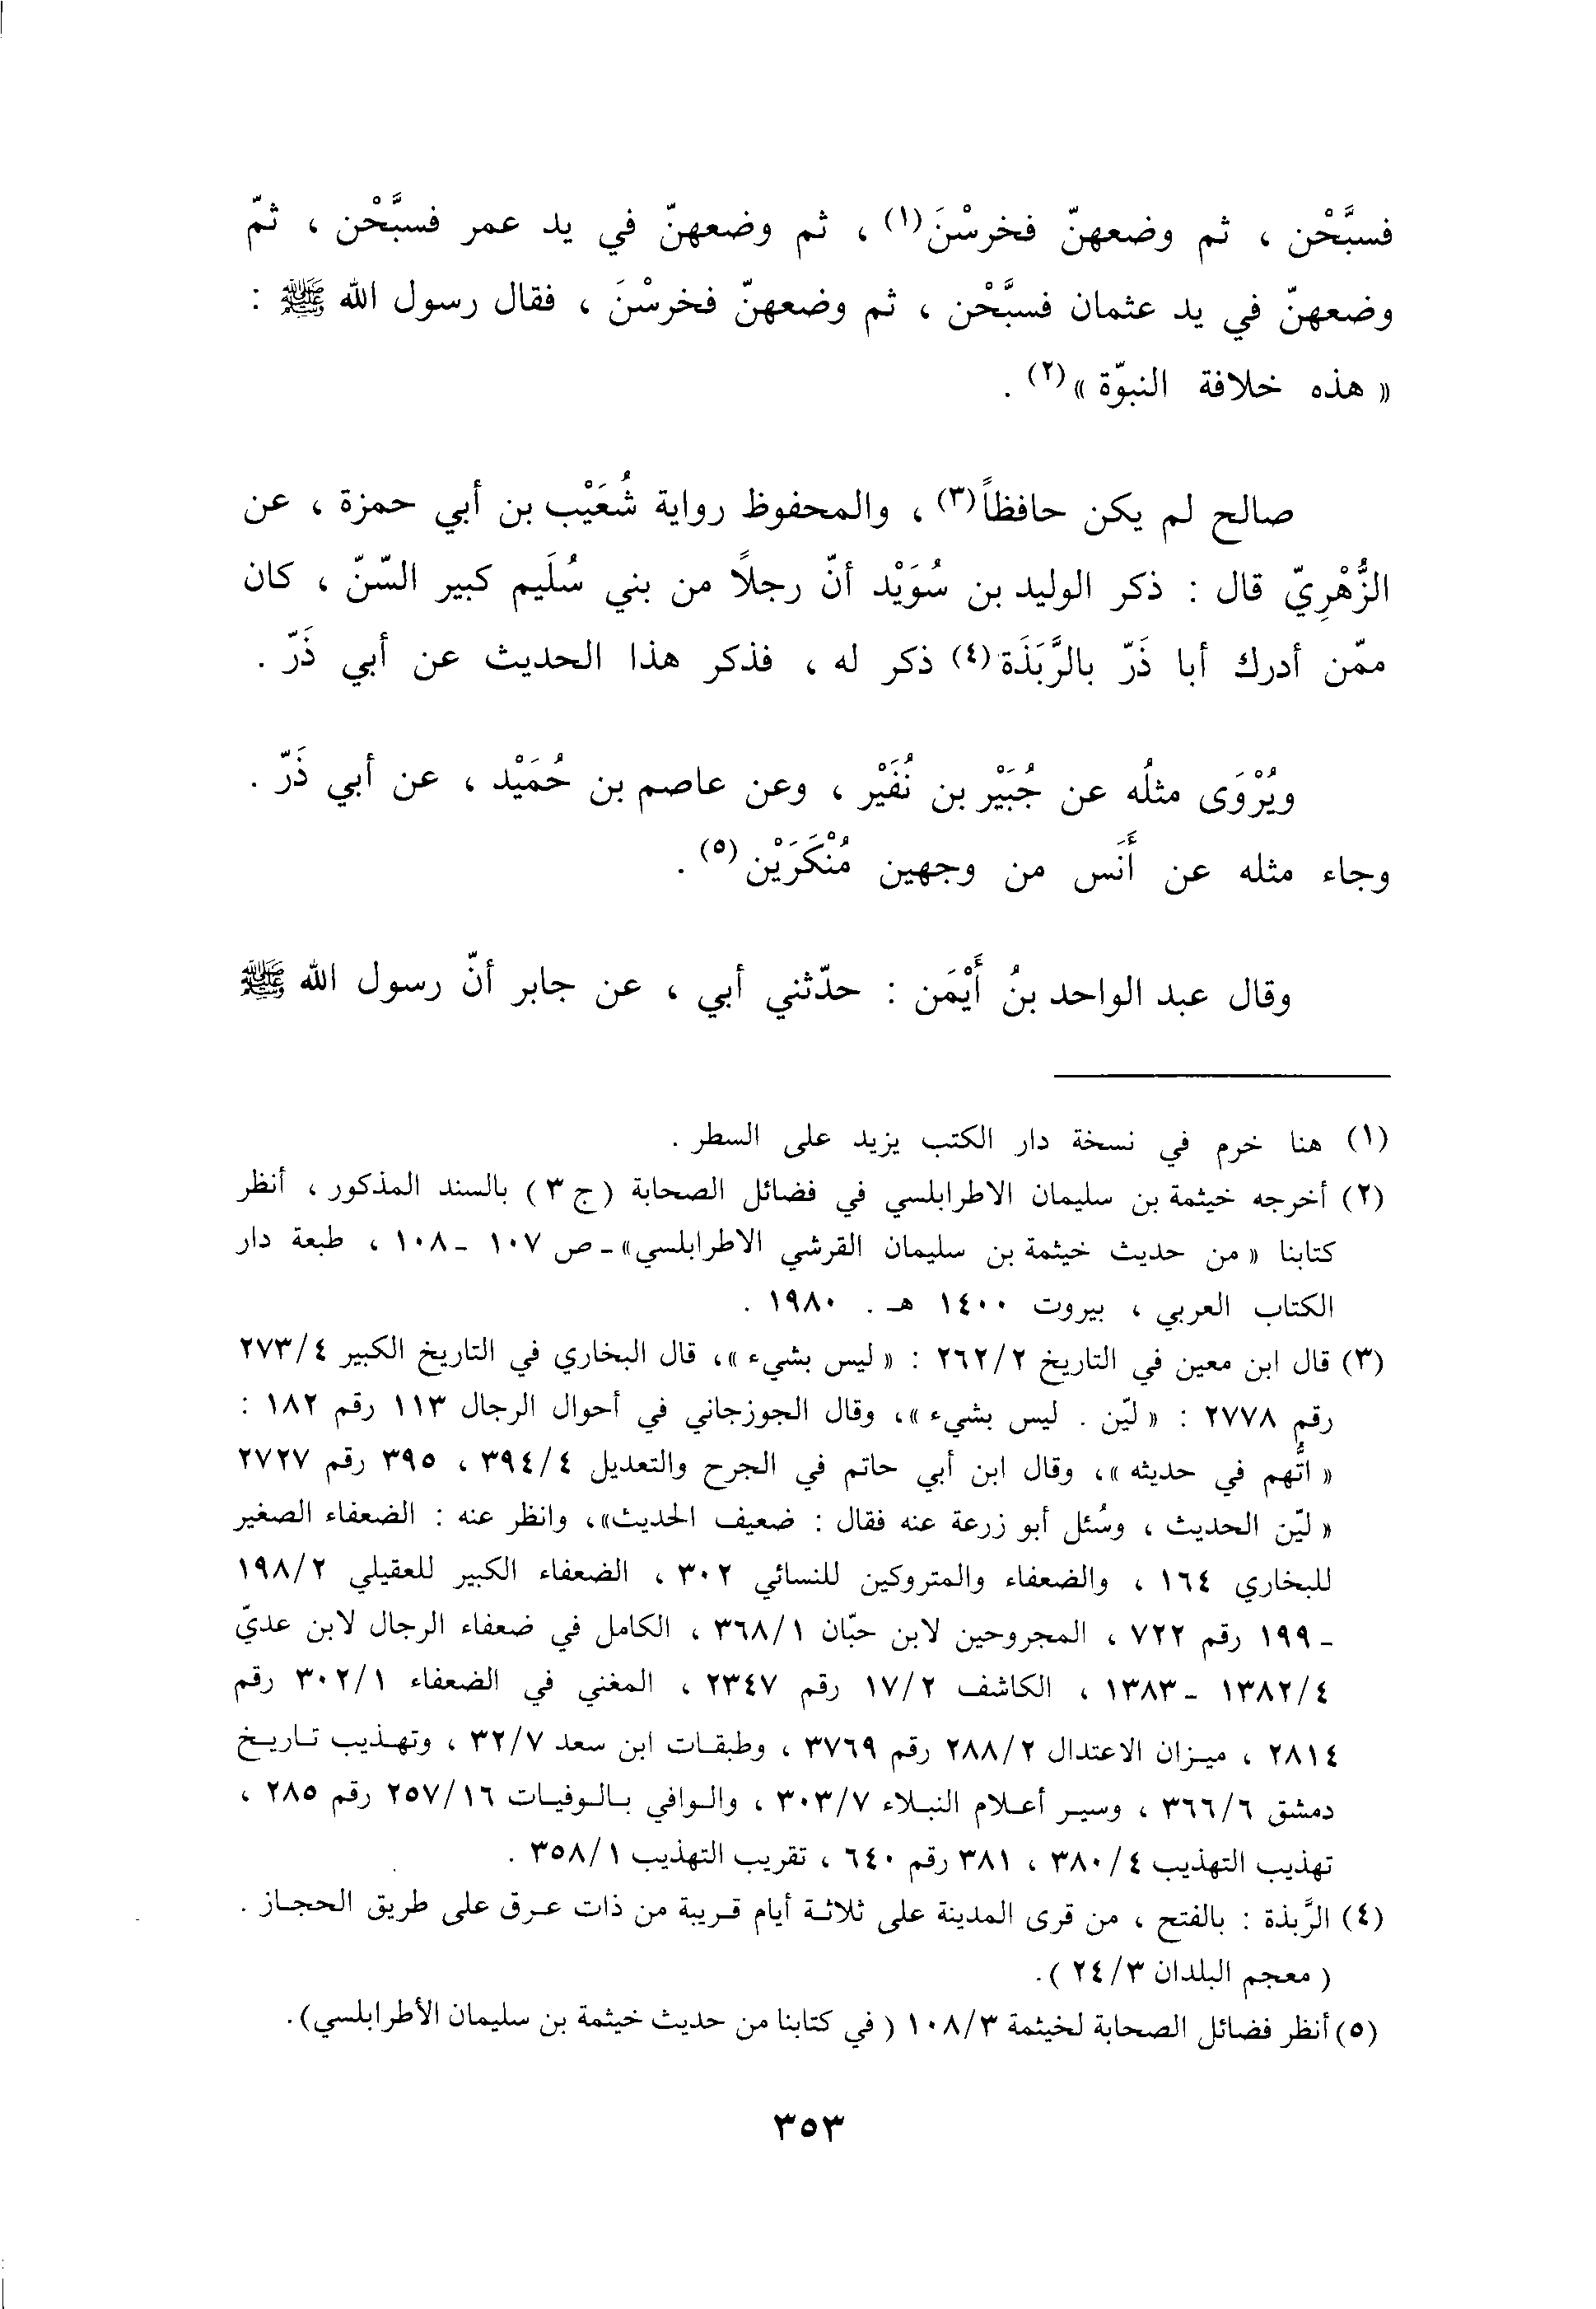 فسبَّحْن ، ثم وضعهنّ فخرسْنَ(١) ، ثم وضعهنّ في يد عمر فسبَّحْن ، ثمّ
وضعهنّ في يد عثمان فسبَّحْن ، ثم وضعهنّ فخرسْنَ ، فقال رسول الله ﷺ :
« هذه خلافة النبوّة »(٢) .
صالح لم يكن حافظاً(٣) ، والمحفوظ رواية شُعَيْب بن أبي حمزة ، عن
الزُّهْرِيّ قال : ذكر الوليد بن سُوَيْد أنّ رجلاً من بني سُلَيم كبير السّنّ ، كان
ممّن أدرك أبا ذَرّ بالرَّبَذَة(٤) ذكر له ، فذكر هذا الحديث عن أبي ذَرّ .
ويُرْوَى مثلُه عن جُبَيْر بن نُفَيْر ، وعن عاصم بن حُمَيْد ، عن أبي ذَرّ .
وجاء مثله عن أَنَس من وجهين مُنْكَرَيْن(٥) .
وقال عبد الواحد بنُ أَيْمَن : حدّثني أبي ، عن جابر أنّ رسول الله ﷺ
(١) هنا خرم في نسخة دار الكتب يزيد على السطر .
(٢) أخرجه خيثمة بن سليمان الاطرابلسي في فضائل الصحابة (ج ٣) بالسند المذكور ، أنظر
كتابنا « من حديث خيثمة بن سليمان القرشي الاطرابلسي» - ص ١٠٧ - ١٠٨ ، طبعة دار
الكتاب العربي ، بيروت ١٤٠٠ هـ . ١٩٨٠ .
(٣) قال ابن معين في التاريخ ٢٦٢/٢ : « ليس بشيء »، قال البخاري في التاريخ الكبير ٢٧٣/٤
رقم ٢٧٧٨ : « ليّن . ليس بشيء »، وقال الجوزجاني في أحوال الرجال ١١٣ رقم ١٨٢ :
« اتُّهم في حديثه »، وقال ابن أبي حاتم في الجرح والتعديل ٣٩٤/٤ ، ٣٩٥ رقم ٢٧٢٧
« ليّن الحديث ، وسُئل أبو زرعة عنه فقال : ضعيف الحديث»، وانظر عنه : الضعفاء الصغير
للبخاري ١٦٤ ، والضعفاء والمتروكين للنسائي ٣٠٢ ، الضعفاء الكبير للعقيلي ١٩٨/٢
- ١٩٩ رقم ٧٢٢ ، المجروحين لابن حبّان ٣٦٨/١ ، الكامل في ضعفاء الرجال لابن عديّ
١٣٨٢/٤ - ١٣٨٣ ، الكاشف ١٧/٢ رقم ٢٣٤٧ ، المغني في الضعفاء ٣٠٢/١ رقم
٢٨١٤ ، ميزان الاعتدال ٢٨٨/٢ رقم ٣٧٦٩ ، وطبقات ابن سعد ٣٢/٧ ، وتهذيب تاريخ
دمشق ٣٦٦/٦ ، وسير أعلام النبلاء ٣٠٣/٧ ، والوافي بالوفيات ٢٥٧/١٦ رقم ٢٨٥ ،
تهذيب التهذيب ٣٨٠/٤ ، ٣٨١ رقم ٦٤٠ ، تقريب التهذيب ٣٥٨/١ .
(٤) الرَّبذة : بالفتح ، من قرى المدينة على ثلاثة أيام قريبة من ذات عرق على طريق الحجاز .
( معجم البلدان ٢٤/٣ ).
(٥) أنظر فضائل الصحابة لخيثمة ١٠٨/٣ ( في كتابنا من حديث خيثمة بن سليمان الأطرابلسي).
٣٥٣